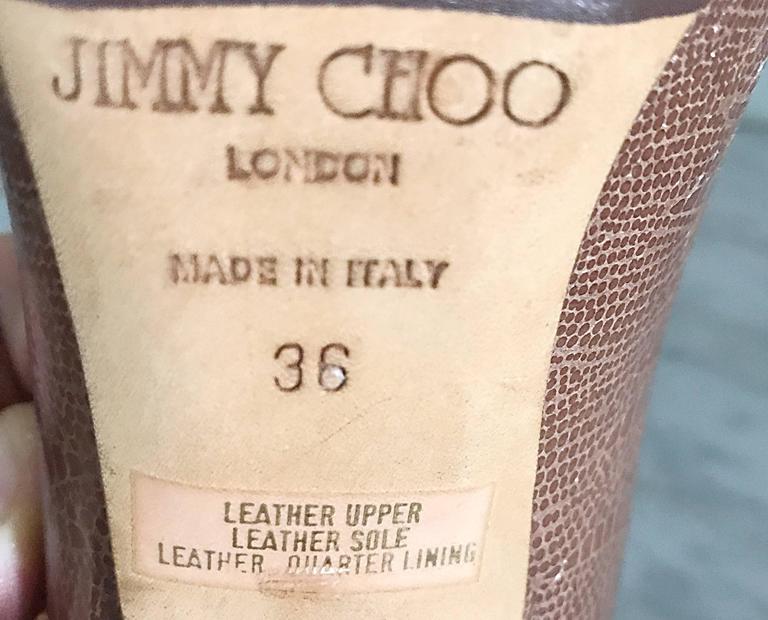 JIMMY CHOO
LONDON
MADE IN ITALY
36
LEATHER UPPER
LEATHER SOLE
LEATHER QUARTER LINING